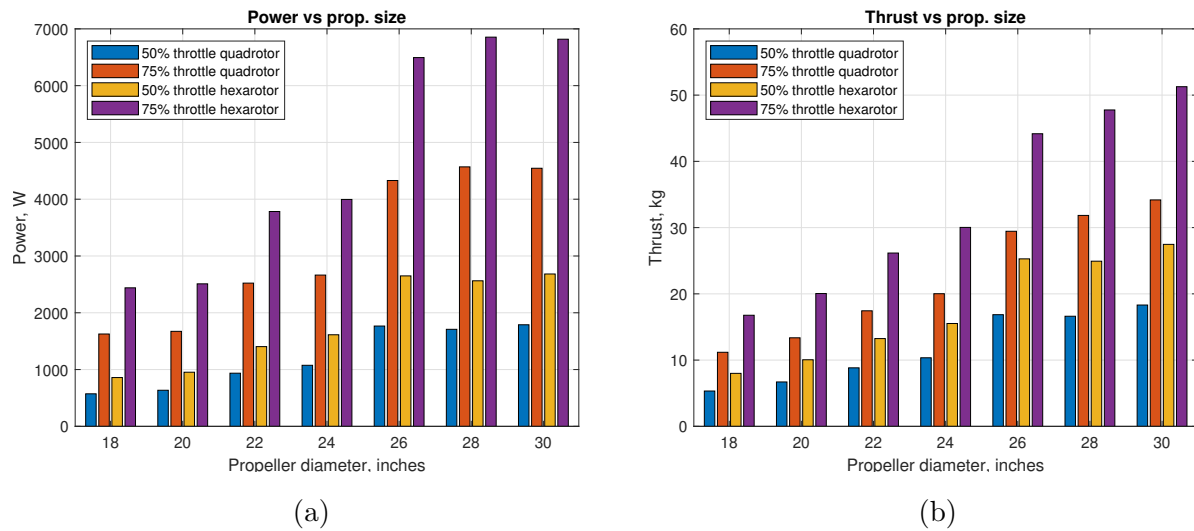 Power vs prop. size
7000
6000
5000
4000
3000
2000
1000
0
Power, W
50% throttle quadrotor
75% throttle quadrotor
50% throttle hexarotor
75% throttle hexarotor
18 20 22 24 26 28 30
Propeller diameter, inches
(a)
Thrust vs prop. size
60
50
40
30
20
10
0
Thrust, kg
50% throttle quadrotor
75% throttle quadrotor
50% throttle hexarotor
75% throttle hexarotor
18 20 22 24 26 28 30
Propeller diameter, inches
(b)